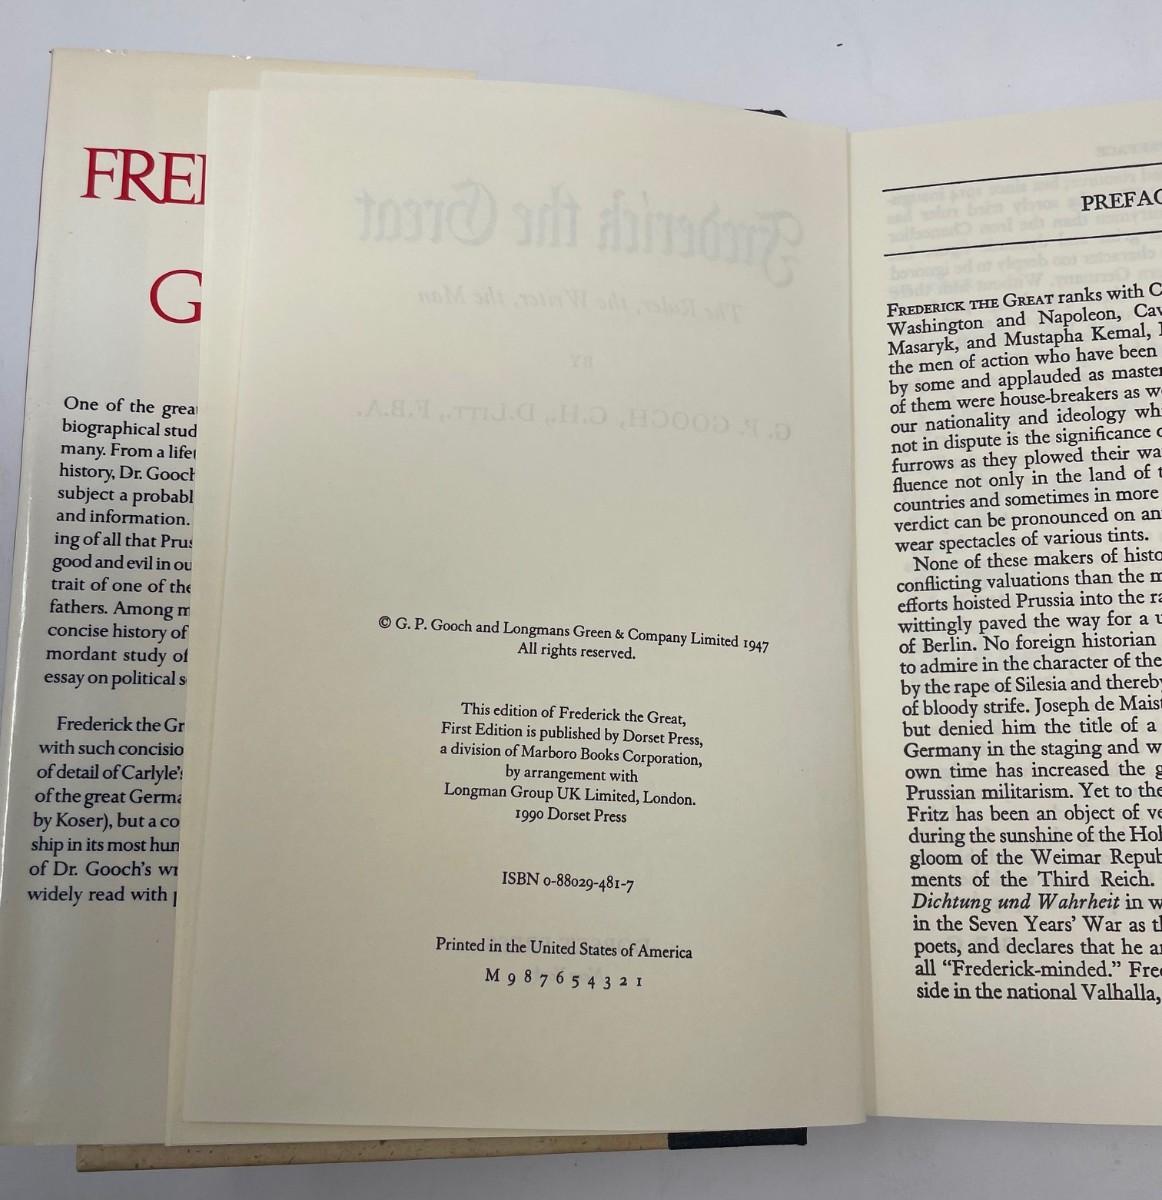 FRE
G
One of the grea
biographical stud
many. From a life
history, Dr. Gooch
subject a probabl
and information.
ing of all that Prus
good and evil in ou
trait of one of the
fathers. Among m
concise history of
mordant study of
essay on political s
Frederick the Gr
with such concisio
of detail of Carlyle's
of the great Germa
by Koser), but a co
ship in its most hun
of Dr. Gooch's wr
widely read with
Frederick the Great
The Ruler, the Writer, the Man
BY
G. P. GOOCH, C.H., D.LITT., F.B.A.
© G. P. Gooch and Longmans Green & Company Limited 1947
All rights reserved.
This edition of Frederick the Great,
First Edition is published by Dorset Press,
a division of Marboro Books Corporation,
by arrangement with
Longman Group UK Limited, London.
1990 Dorset Press
ISBN 0-88029-481-7
Printed in the United States of America
M 9 8 7 6 5 4 3 2 1
PREFAC
FREDERICK THE GREAT ranks with C
Washington and Napoleon, Cav
Masaryk, and Mustapha Kemal,
the men of action who have been
by some and applauded as master
of them were house-breakers as w
our nationality and ideology wh
not in dispute is the significance o
furrows as they plowed their wa
fluence not only in the land of t
countries and sometimes in more
verdict can be pronounced on an
wear spectacles of various tints.
None of these makers of histo
conflicting valuations than the m
efforts hoisted Prussia into the ra
wittingly paved the way for a u
of Berlin. No foreign historian
to admire in the character of the
by the rape of Silesia and thereby
of bloody strife. Joseph de Maist
but denied him the title of a
Germany in the staging and w
own time has increased the g
Prussian militarism. Yet to the
Fritz has been an object of ve
during the sunshine of the Hol
gloom of the Weimar Repub
ments of the Third Reich.
Dichtung und Wahrheit in w
in the Seven Years' War as th
poets, and declares that he a
all "Frederick-minded." Fre
side in the national Valhalla,